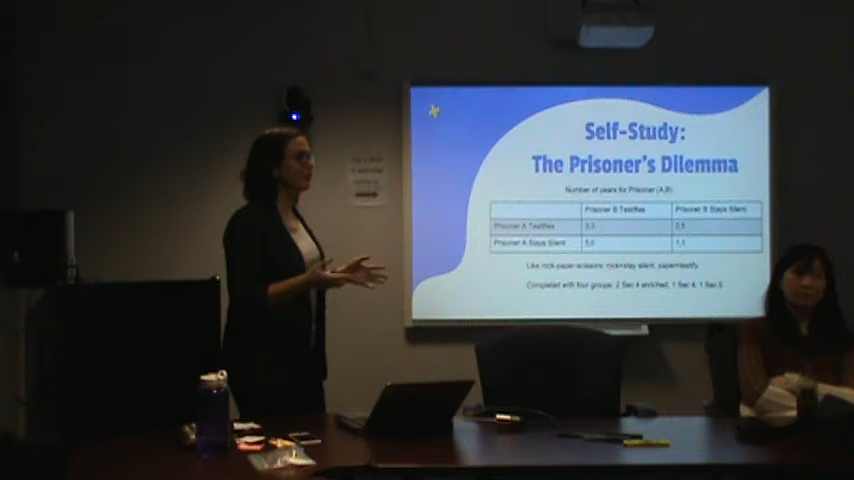 Self-Study:
The Prisoner's Dilemma
Number of years for Prisoner (A,B)
Prisoner B Testifies Prisoner B Stays Silent
Prisoner A Testifies 3,3 0,5
Prisoner A Stays Silent 5,0 1,1
Like rock-paper-scissors: rock=stay silent, paper=testify
Completed with four groups: 2 Sec 4 enriched, 1 Sec 4, 1 Sec 5